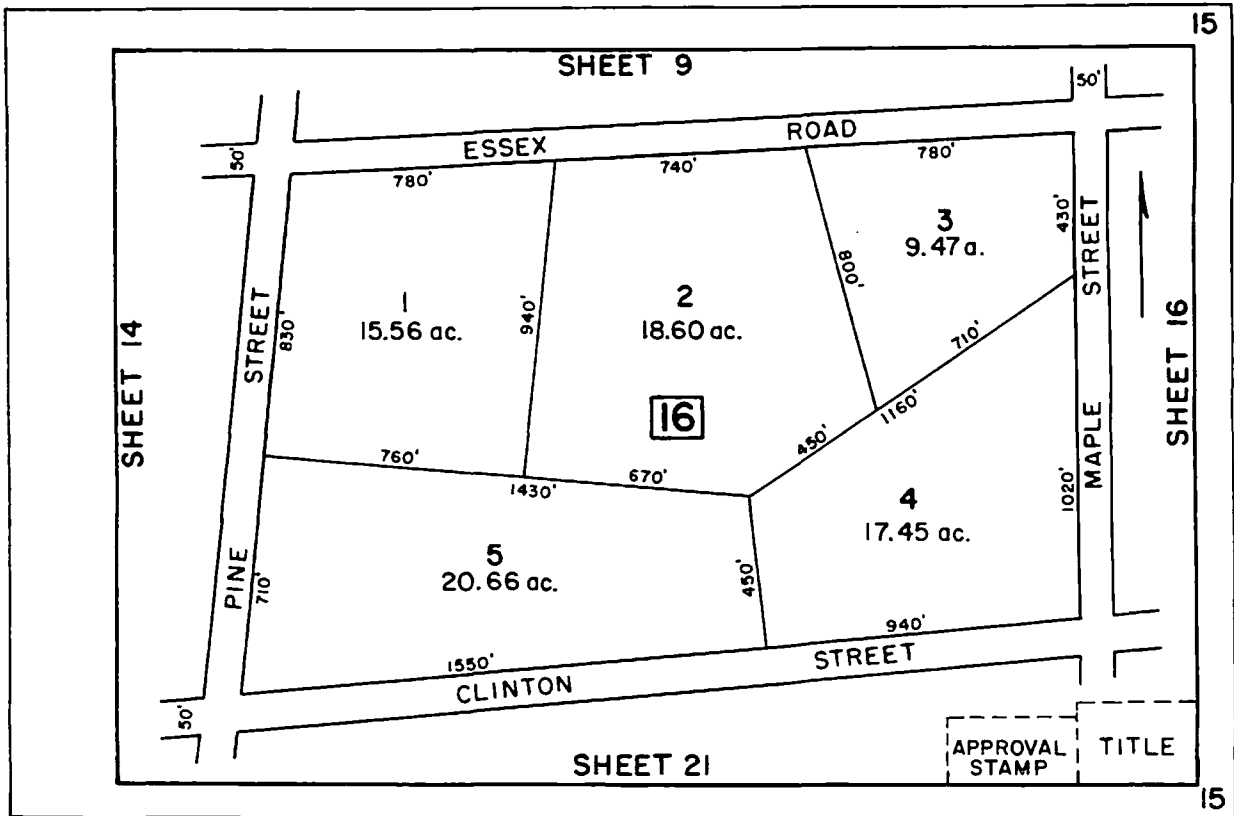 15
SHEET 9
50'
50'
ESSEX ROAD
780'
740'
780'
SHEET 14
PINE STREET
830'
1
15.56 ac.
940'
2
18.60 ac.
800'
3
9.47 a.
430'
MAPLE STREET
SHEET 16
16
710'
1160'
450'
760'
1430'
670'
4
17.45 ac.
1020'
5
20.66 ac.
710'
450'
940'
1550'
CLINTON STREET
50'
SHEET 21
APPROVAL
STAMP
TITLE
15